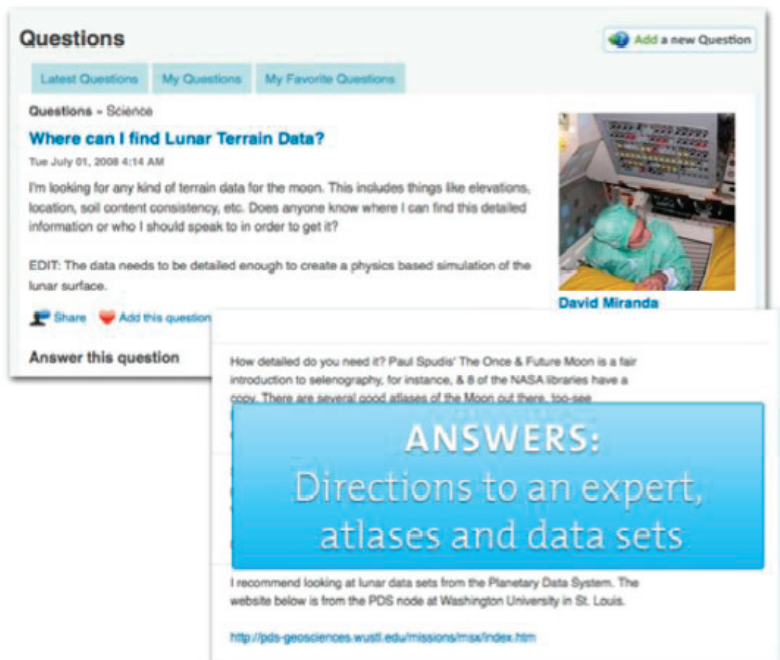 Questions
Add a new Question
Latest Questions My Questions My Favorite Questions
Questions » Science
Where can I find Lunar Terrain Data?
Tue July 01, 2008 4:14 AM
I'm looking for any kind of terrain data for the moon. This includes things like elevations,
location, soil content consistency, etc. Does anyone know where I can find this detailed
information or who I should speak to in order to get it?
EDIT: The data needs to be detailed enough to create a physics based simulation of the
lunar surface.
David Miranda
Share Add this question
Answer this question
How detailed do you need it? Paul Spudis' The Once & Future Moon is a fair
introduction to selenography, for instance, & 8 of the NASA libraries have a
copy. There are several good atlases of the Moon out there, too-see
ANSWERS:
Directions to an expert,
atlases and data sets
I recommend looking at lunar data sets from the Planetary Data System. The
website below is from the PDS node at Washington University in St. Louis.
http://pds-geosciences.wustl.edu/missions/msx/index.htm